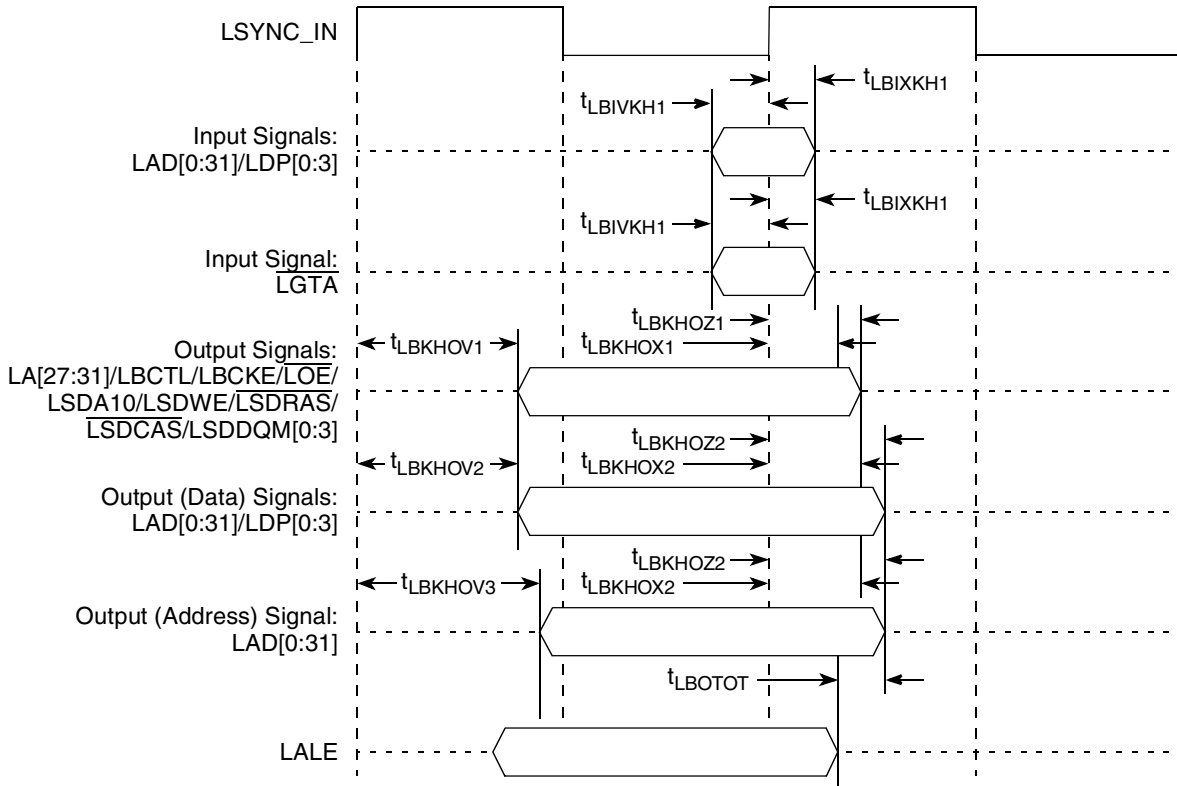 LSYNC_IN
tLBIXKH1
tLBIVKH1
Input Signals:
LAD[0:31]/LDP[0:3]
tLBIXKH1
tLBIVKH1
Input Signal:
LGTA
tLBKHOZ1
tLBKHOV1
tLBKHOX1
Output Signals:
LA[27:31]/LBCTL/LBCKE/LOE/
LSDA10/LSDWE/LSDRAS/
LSDCAS/LSDDQM[0:3]
tLBKHOZ2
tLBKHOV2
tLBKHOX2
Output (Data) Signals:
LAD[0:31]/LDP[0:3]
tLBKHOZ2
tLBKHOV3
tLBKHOX2
Output (Address) Signal:
LAD[0:31]
tLBOTOT
LALE